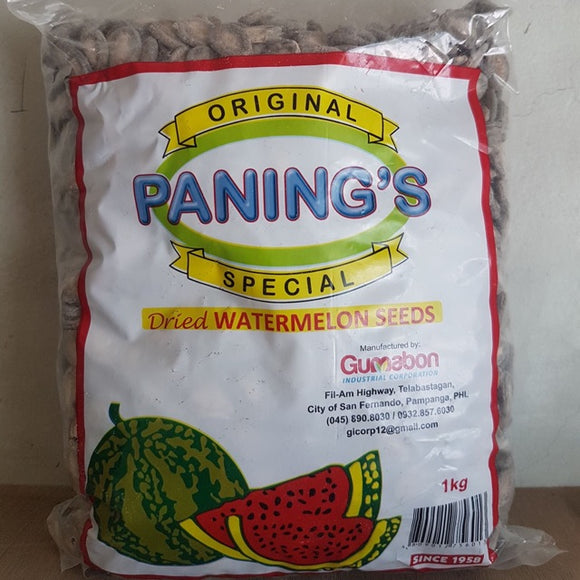 ORIGINAL
PANING'S
SPECIAL
Dried WATERMELON SEEDS
Manufactured by:
Gumabon
INDUSTRIAL CORPORATION
Fil-Am Highway, Telabastagan,
City of San Fernando, Pampanga, PHL
(045) 890.8030 / 0932.857.6030
gicorp12@gmail.com
1kg
SINCE 1958